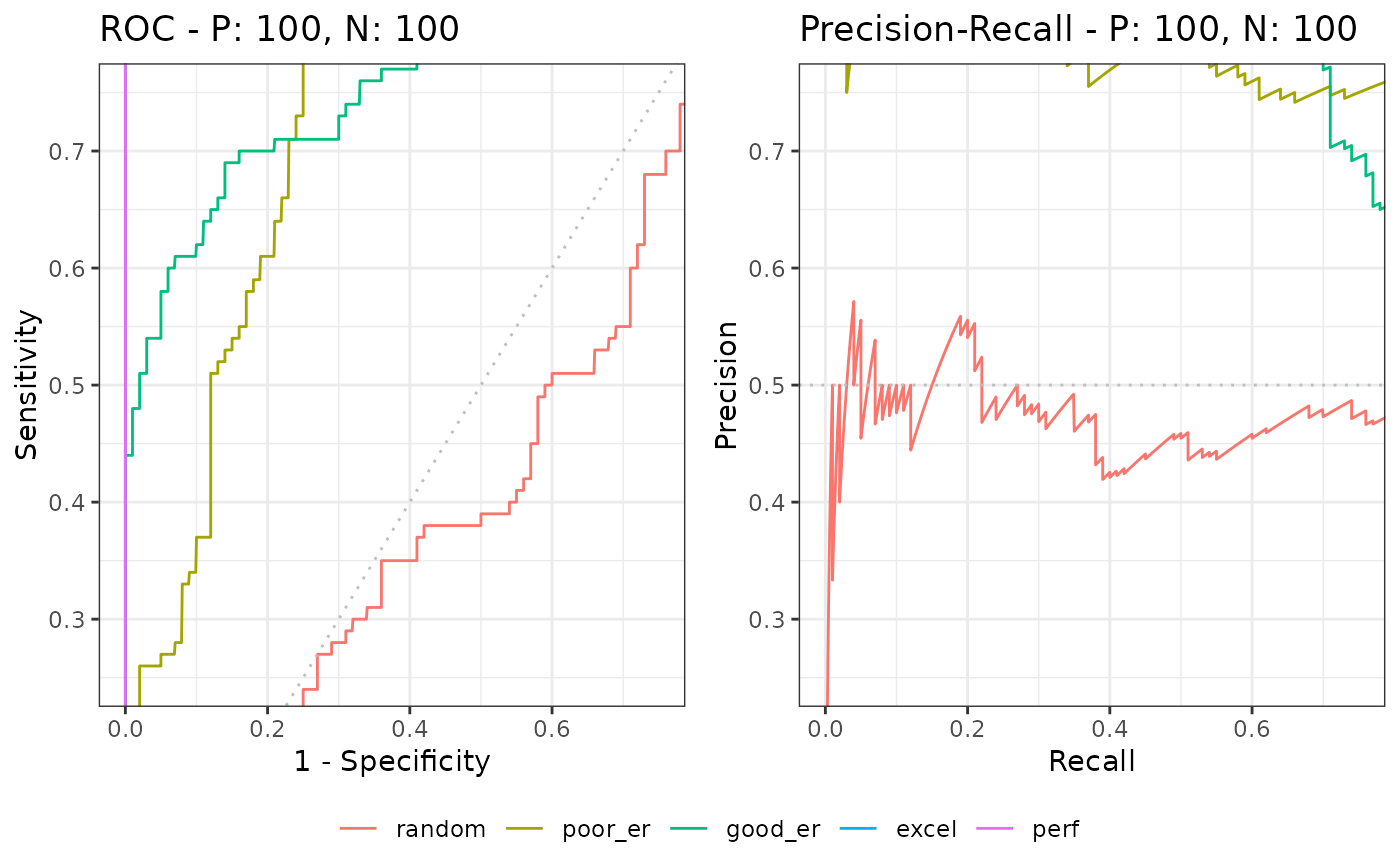 ROC - P: 100, N: 100
Sensitivity
0.7
0.6
0.5
0.4
0.3
0.0 0.2 0.4 0.6
1 - Specificity
Precision-Recall - P: 100, N: 100
Precision
0.7
0.6
0.5
0.4
0.3
0.0 0.2 0.4 0.6
Recall
random poor_er good_er excel perf